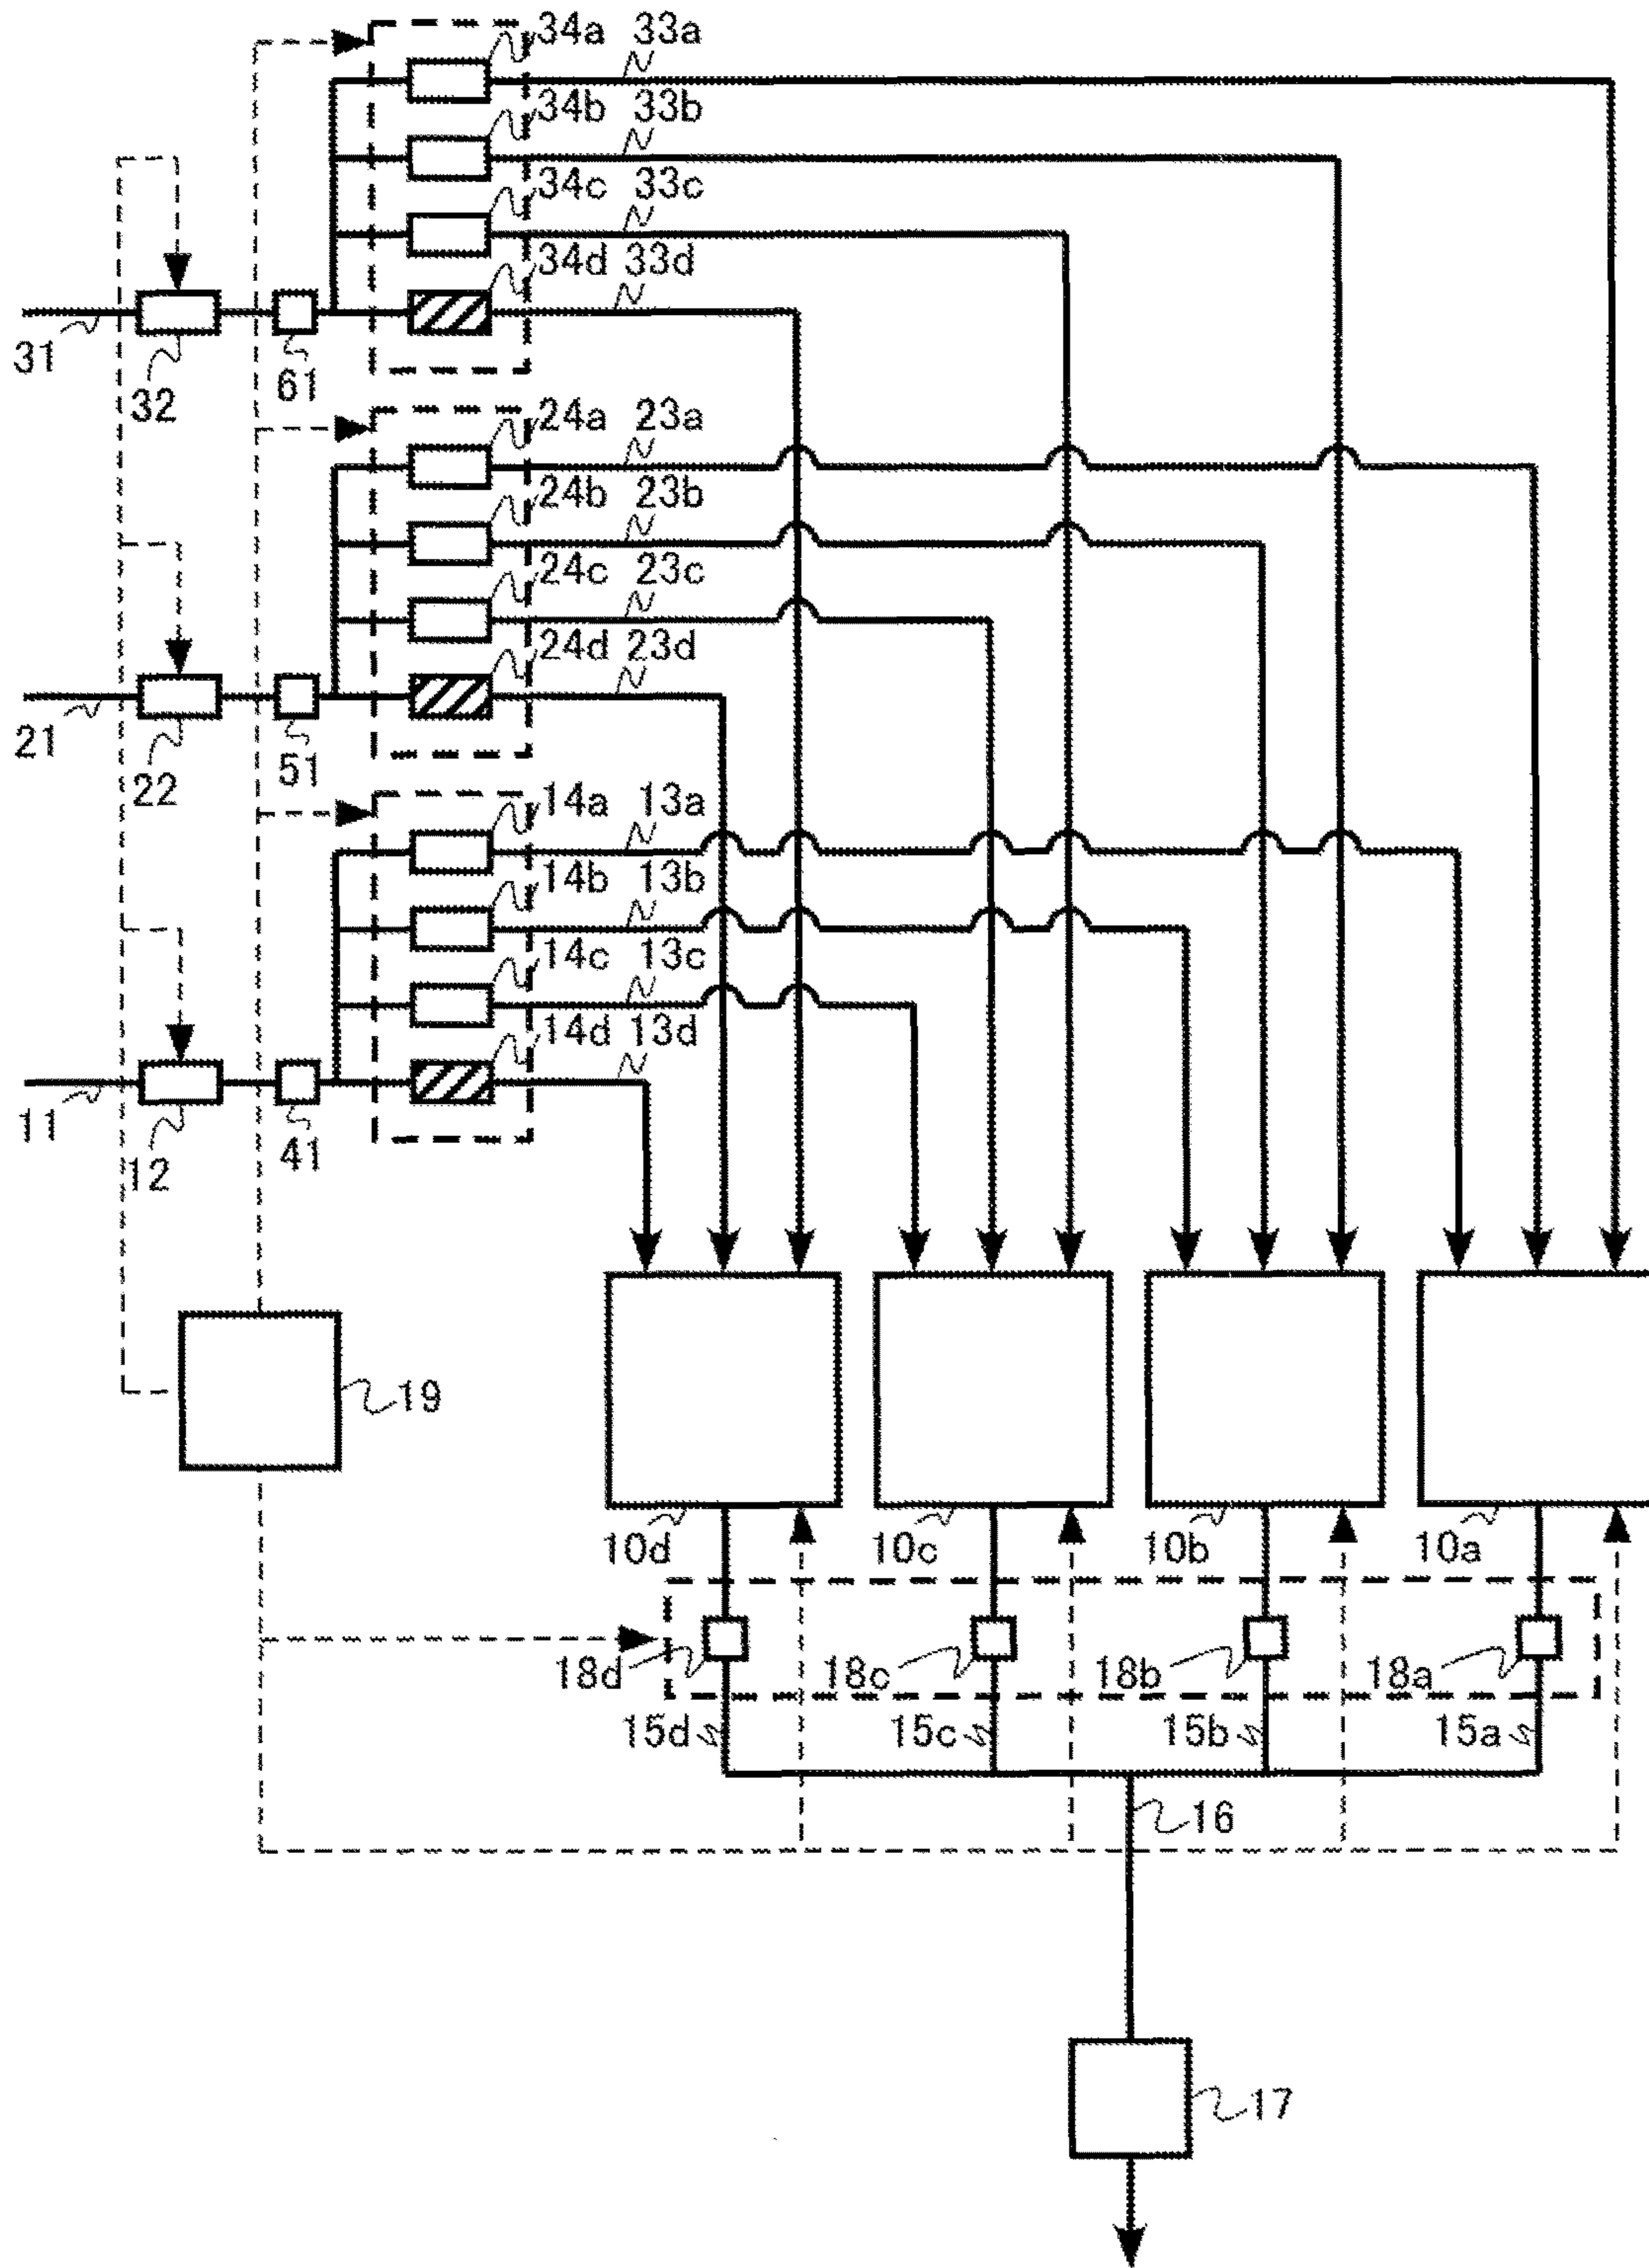 34a 33a
34b 33b
34c 33c
34d 33d
31 32 61
24a 23a
24b 23b
24c 23c
24d 23d
21 22 51
14a 13a
14b 13b
14c 13c
14d 13d
11 12 41
19
10d 10c 10b 10a
18d 18c 18b 18a
15d 15c 15b 15a
16
17